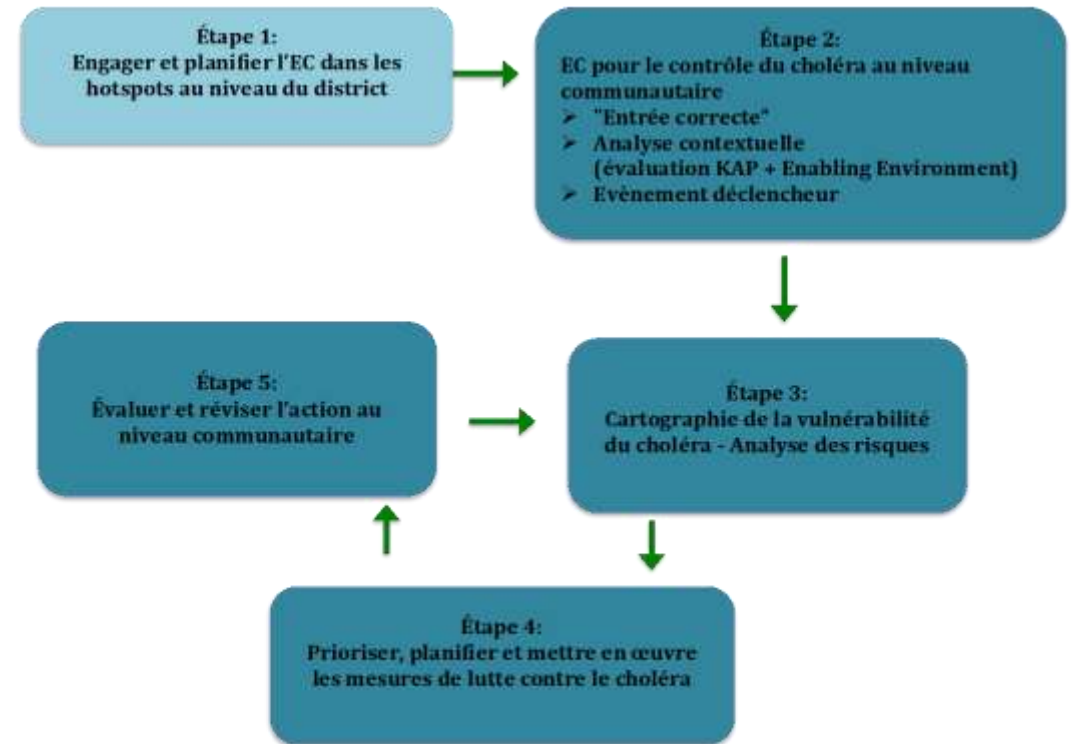 Étape 1:
Engager et planifier l'EC dans les
hotspots au niveau du district
Étape 2:
EC pour le contrôle du choléra au niveau
communautaire
➢ "Entrée correcte"
➢ Analyse contextuelle
(évaluation KAP + Enabling Environment)
➢ Evènement déclencheur
Étape 3:
Cartographie de la vulnérabilité
du choléra - Analyse des risques
Étape 4:
Prioriser, planifier et mettre en œuvre
les mesures de lutte contre le choléra
Étape 5:
Évaluer et réviser l'action au
niveau communautaire